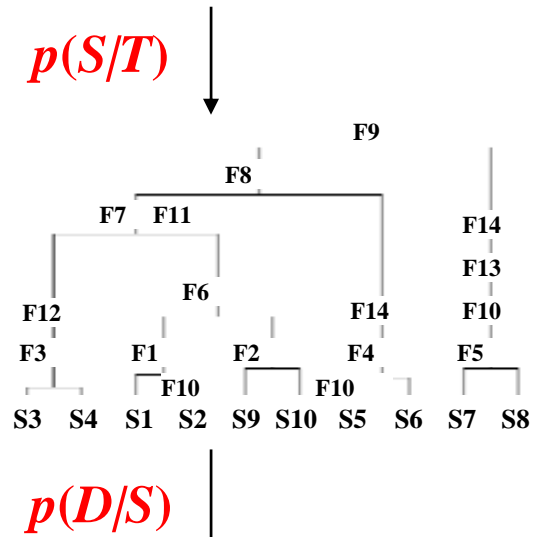 p(S/T)
F9
F8
F7 F11 F14
F13
F6
F12 F14 F10
F3 F1 F2 F4 F5
F10 F10
S3 S4 S1 S2 S9 S10 S5 S6 S7 S8
p(D/S)